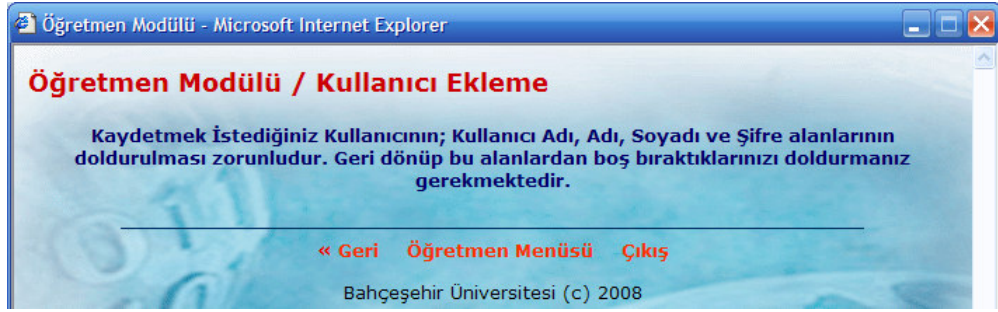 Öğretmen Modülü - Microsoft Internet Explorer
Öğretmen Modülü / Kullanıcı Ekleme
Kaydetmek İstediğiniz Kullanıcının; Kullanıcı Adı, Adı, Soyadı ve Şifre alanlarının
doldurulması zorunludur. Geri dönüp bu alanlardan boş bıraktıklarınızı doldurmanız
gerekmektedir.
« Geri Öğretmen Menüsü Çıkış
Bahçeşehir Üniversitesi (c) 2008